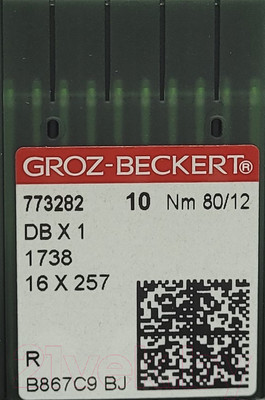 GROZ-BECKERT®
773282 10 Nm 80/12
DB X 1
1738
16 X 257
R
B867C9 BJ